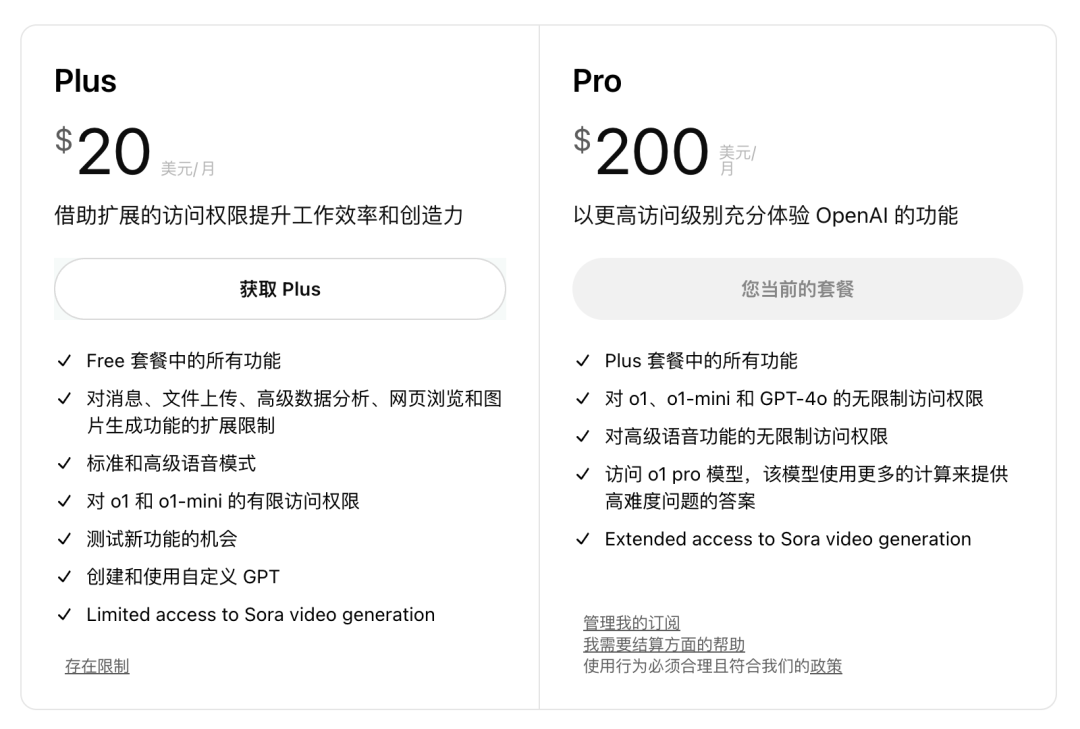 Plus
$20 美元/月
借助扩展的访问权限提升工作效率和创造力
获取 Plus
Free 套餐中的所有功能
对消息、文件上传、高级数据分析、网页浏览和图
片生成功能的扩展限制
标准和高级语音模式
对 o1 和 o1-mini 的有限访问权限
测试新功能的机会
创建和使用自定义 GPT
Limited access to Sora video generation
存在限制
Pro
$200 美元/
月
以更高访问级别充分体验 OpenAI 的功能
您当前的套餐
Plus 套餐中的所有功能
对 o1、o1-mini 和 GPT-4o 的无限制访问权限
对高级语音功能的无限制访问权限
访问 o1 pro 模型，该模型使用更多的计算来提供
高难度问题的答案
Extended access to Sora video generation
管理我的订阅
我需要结算方面的帮助
使用行为必须合理且符合我们的政策